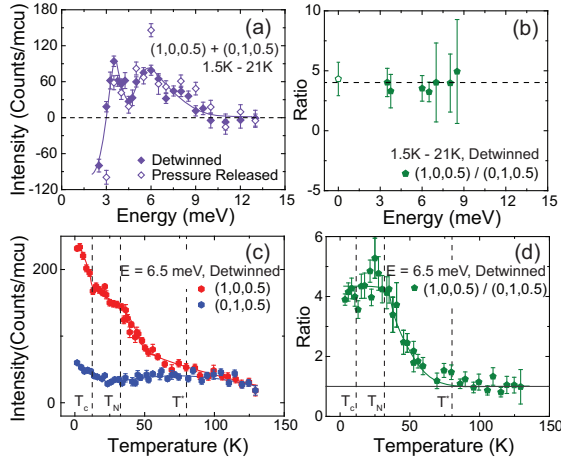 (a)
(1,0,0.5) + (0,1,0.5)
1.5K - 21K
Detwinned
Pressure Released
Intensity (Counts/mcu)
180
120
60
0
-60
-120
0 3 6 9 12 15
Energy (meV)
(b)
1.5K - 21K, Detwinned
(1,0,0.5) / (0,1,0.5)
Ratio
10
5
0
-5
0 3 6 9 12 15
Energy (meV)
(c)
E = 6.5 meV, Detwinned
(1,0,0.5)
(0,1,0.5)
Intensity(Counts/mcu)
200
100
0
Tc TN T*
0 50 100 150
Temperature (K)
(d)
E = 6.5 meV, Detwinned
(1,0,0.5) / (0,1,0.5)
Ratio
6
4
2
0
Tc TN T*
0 50 100 150
Temperature (K)